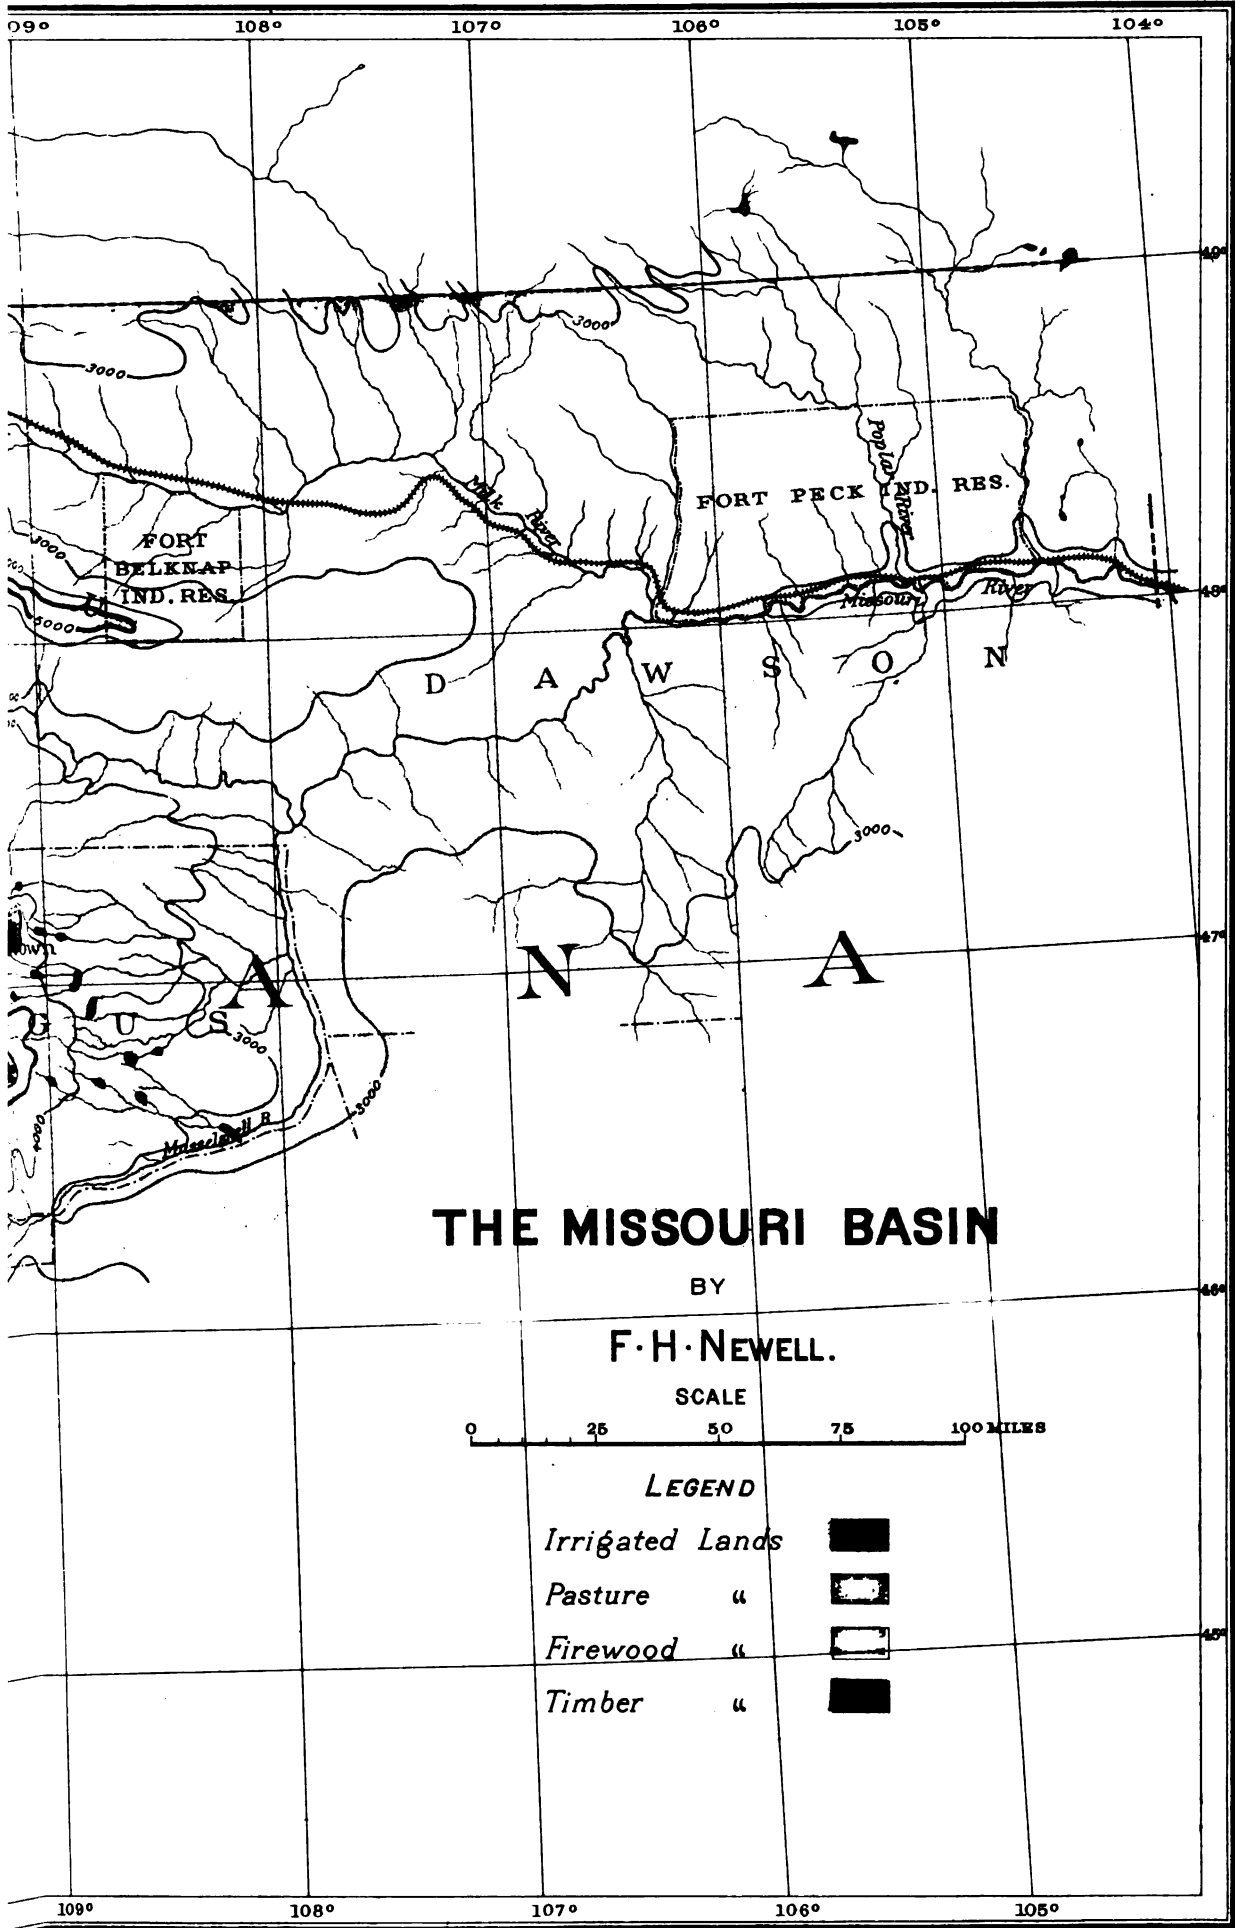 09° 108° 107° 106° 105° 104°
49°
3000
3000
Milk River
Poplar River
FORT PECK IND. RES.
FORT
BELKNAP
IND. RES.
3000
5000
48°
Missouri River
D A W S O N
3000
47°
A N A
G U S
3000
3000
4000
Musselshell R
THE MISSOURI BASIN
BY
F·H·NEWELL.
46°
SCALE
0 25 50 75 100 MILES
LEGEND
Irrigated Lands
Pasture "
Firewood "
Timber "
45°
109° 108° 107° 106° 105°